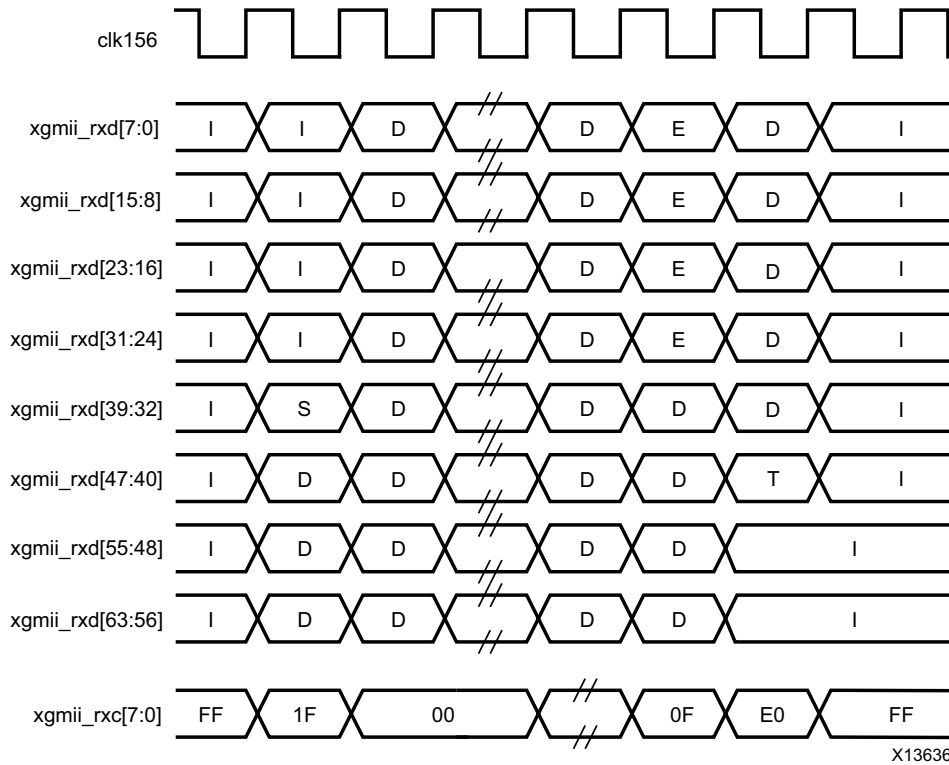 clk156
xgmii_rxd[7:0] I I D D E D I
xgmii_rxd[15:8] I I D D E D I
xgmii_rxd[23:16] I I D D E D I
xgmii_rxd[31:24] I I D D E D I
xgmii_rxd[39:32] I S D D D D I
xgmii_rxd[47:40] I D D D D T I
xgmii_rxd[55:48] I D D D D I
xgmii_rxd[63:56] I D D D D I
xgmii_rxc[7:0] FF 1F 00 0F E0 FF
X13636